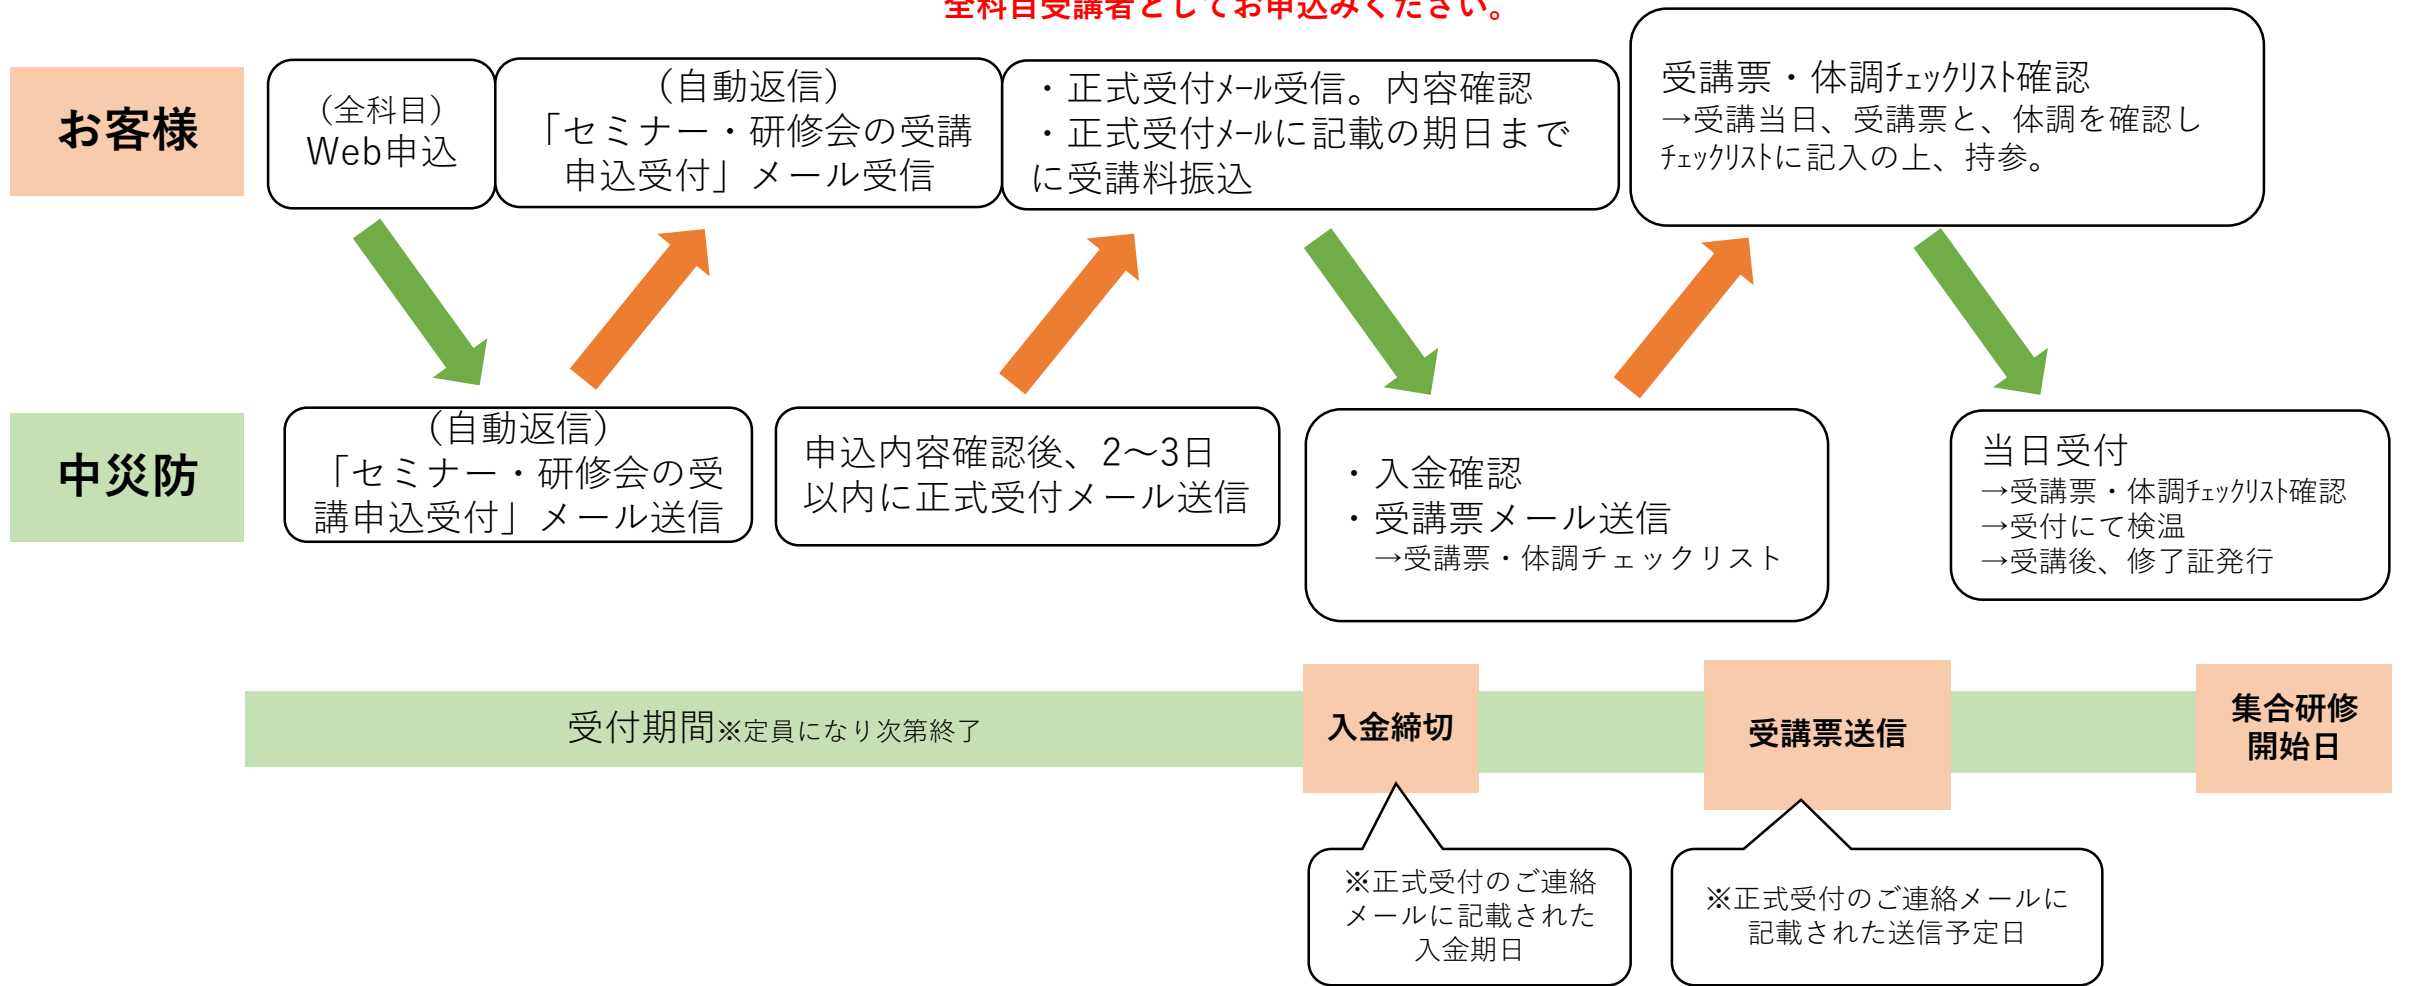 全科目受講者としてお申込みください。
お客様
（全科目）
Web申込
（自動返信）
「セミナー・研修会の受講
申込受付」メール受信
・正式受付ﾒｰﾙ受信。内容確認
・正式受付ﾒｰﾙに記載の期日まで
に受講料振込
受講票・体調ﾁｪｯｸﾘｽﾄ確認
→受講当日、受講票と、体調を確認し
ﾁｪｯｸﾘｽﾄに記入の上、持参。
中災防
（自動返信）
「セミナー・研修会の受
講申込受付」メール送信
申込内容確認後、2～3日
以内に正式受付メール送信
・入金確認
・受講票メール送信
→受講票・体調チェックリスト
当日受付
→受講票・体調ﾁｪｯｸﾘｽﾄ確認
→受付にて検温
→受講後、修了証発行
受付期間※定員になり次第終了
入金締切
受講票送信
集合研修
開始日
※正式受付のご連絡
メールに記載された
入金期日
※正式受付のご連絡メールに
記載された送信予定日